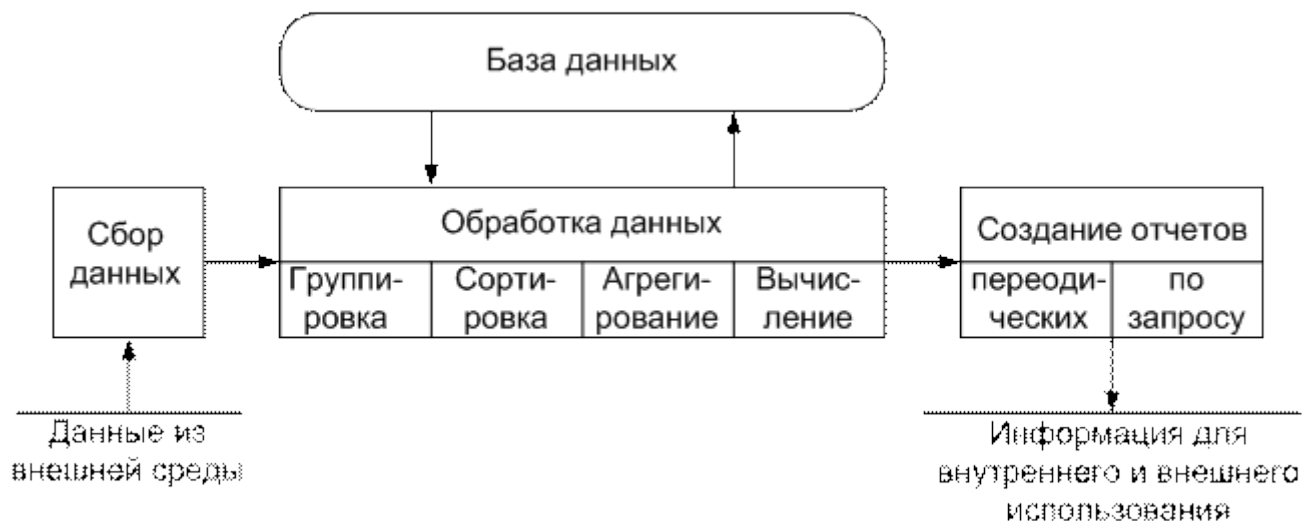 База данных
Сбор
данных
Обработка данных
Группи-
ровка
Сорти-
ровка
Агреги-
рование
Вычис-
ление
Создание отчетов
переоди-
ческих
по
запросу
Данные из
внешней среды
Информация для
внутреннего и внешнего
использования